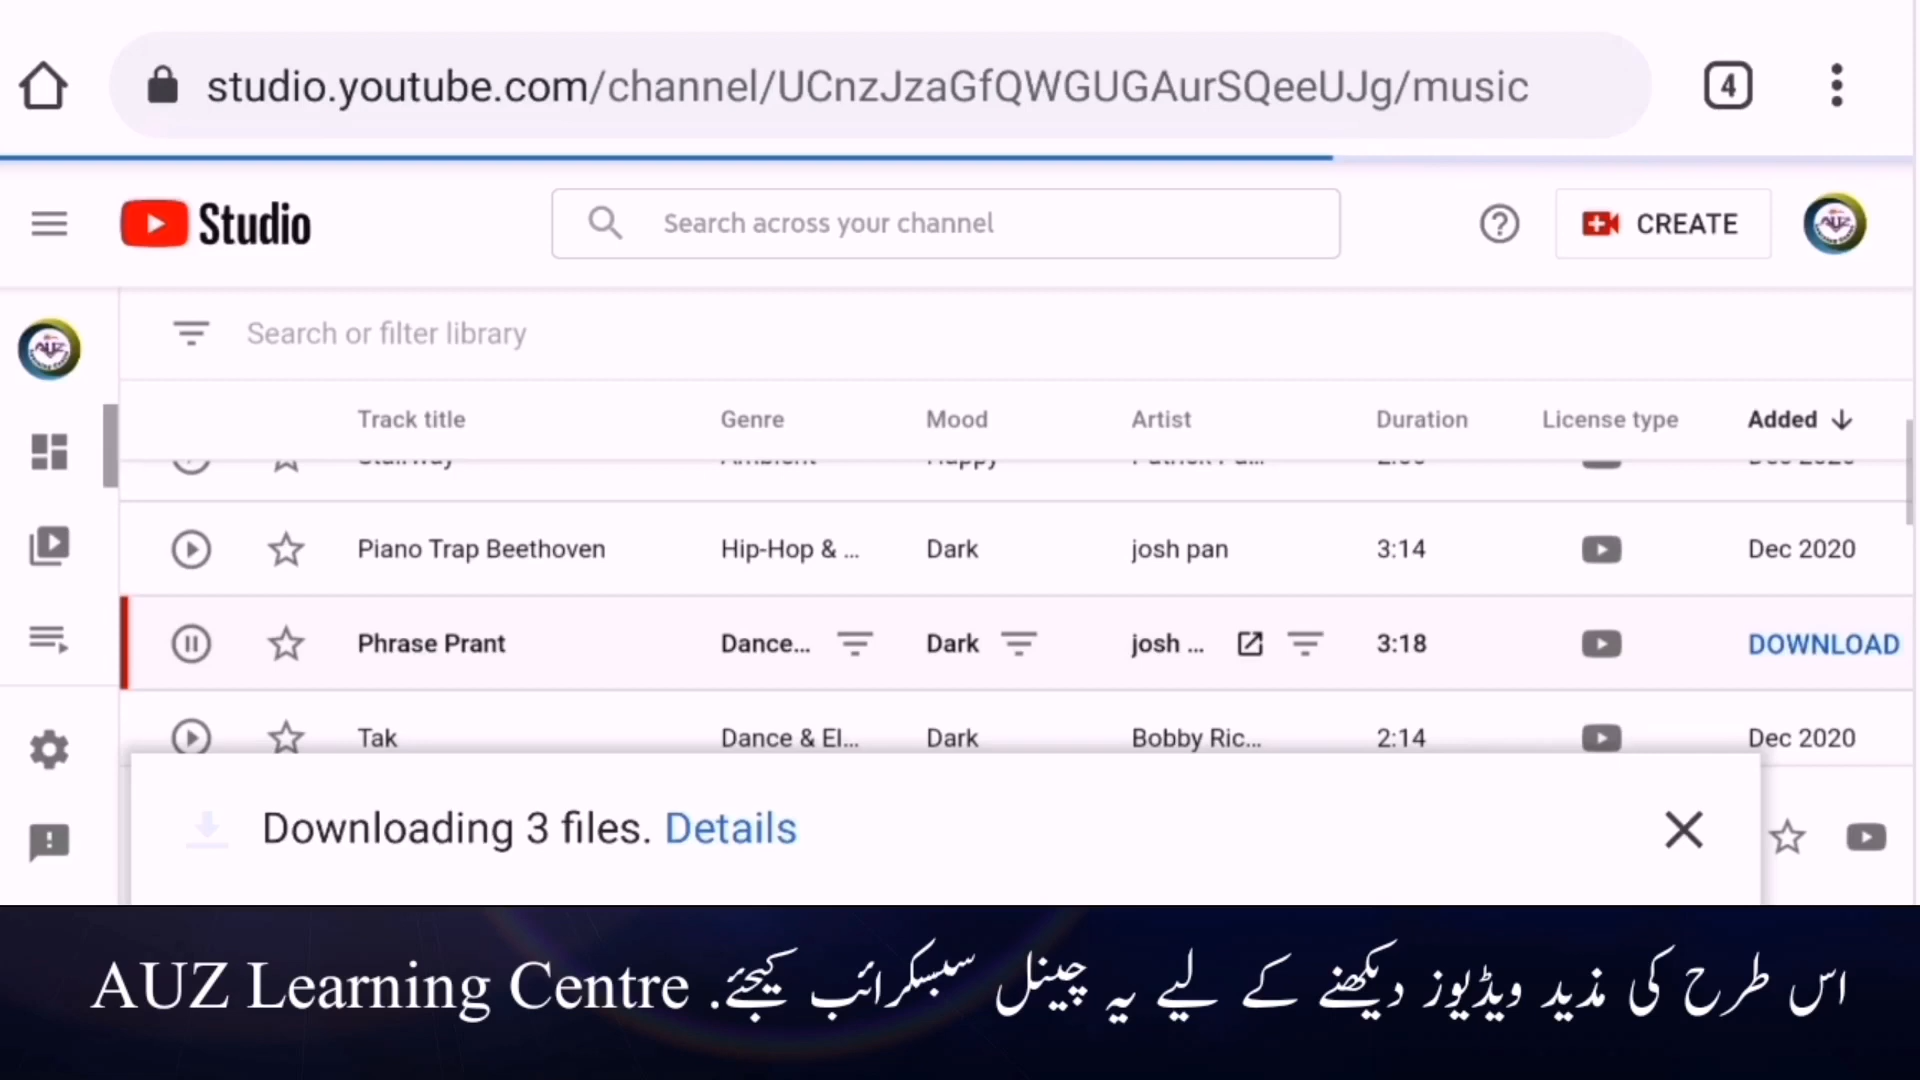 studio.youtube.com/channel/UCnzJzaGfQWGUGAurSQeeUJg/music 4
Studio Search across your channel CREATE
Search or filter library
Track title Genre Mood Artist Duration License type Added
Piano Trap Beethoven Hip-Hop & ... Dark josh pan 3:14 Dec 2020
Phrase Prant Dance... Dark josh ... 3:18 DOWNLOAD
Tak Dance & El... Dark Bobby Ric... 2:14 Dec 2020
Downloading 3 files. Details
اس طرح کی مذید ویڈیوز دیکھنے کے لیے یہ چینل سبسکرائب کیجئے. AUZ Learning Centre